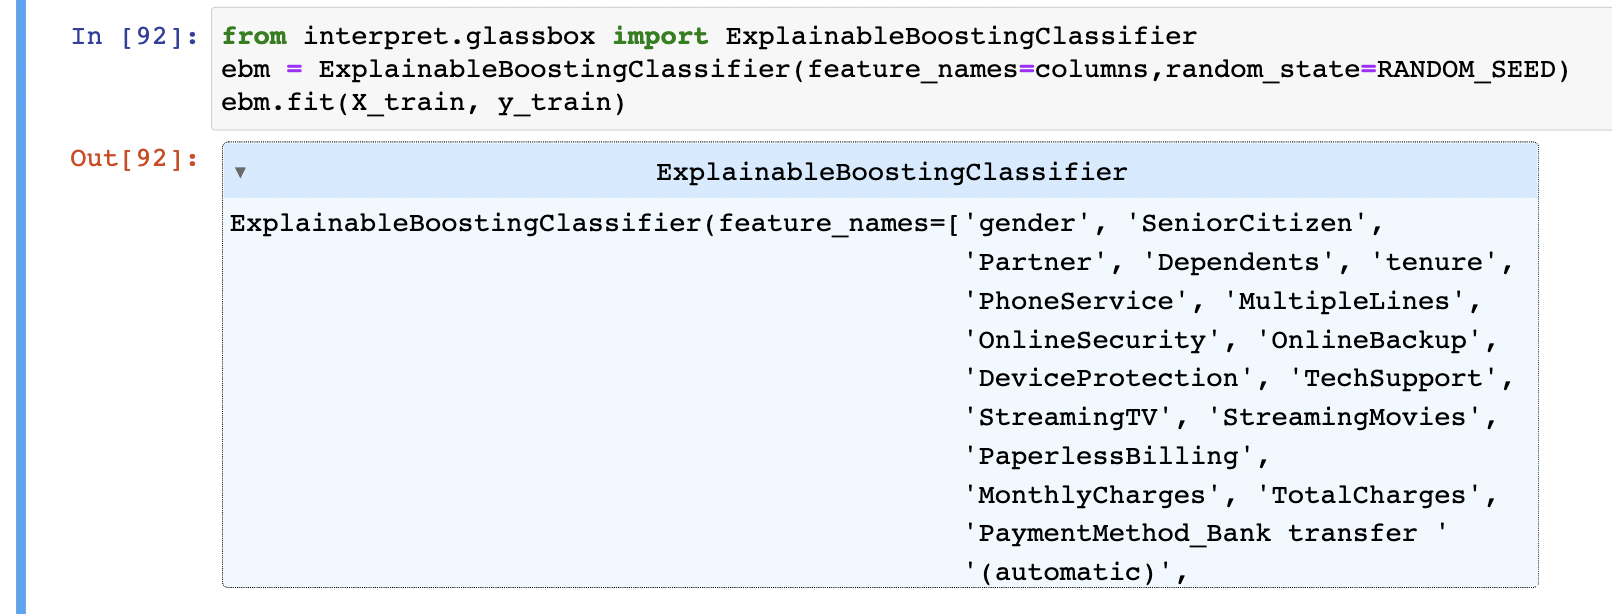 In [92]: from interpret.glassbox import ExplainableBoostingClassifier
ebm = ExplainableBoostingClassifier(feature_names=columns,random_state=RANDOM_SEED)
ebm.fit(X_train, y_train)
Out[92]: ▼ ExplainableBoostingClassifier
ExplainableBoostingClassifier(feature_names=['gender', 'SeniorCitizen',
'Partner', 'Dependents', 'tenure',
'PhoneService', 'MultipleLines',
'OnlineSecurity', 'OnlineBackup',
'DeviceProtection', 'TechSupport',
'StreamingTV', 'StreamingMovies',
'PaperlessBilling',
'MonthlyCharges', 'TotalCharges',
'PaymentMethod_Bank transfer '
'(automatic)',